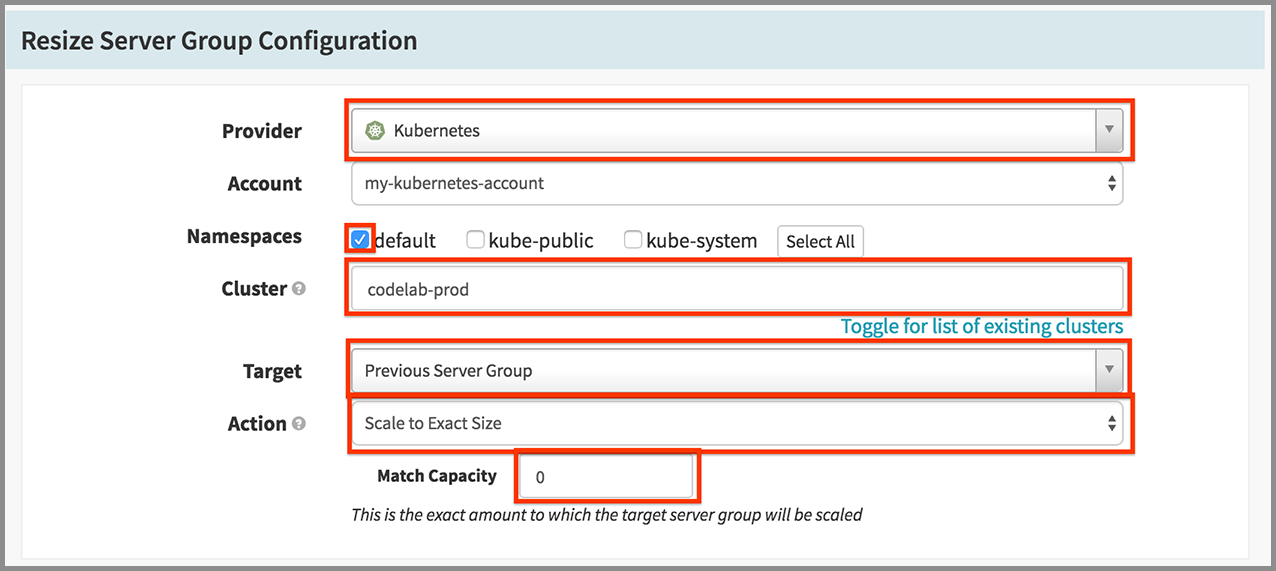 Resize Server Group Configuration
Provider Kubernetes
Account my-kubernetes-account
Namespaces default kube-public kube-system Select All
Cluster codelab-prod
Toggle for list of existing clusters
Target Previous Server Group
Action Scale to Exact Size
Match Capacity 0
This is the exact amount to which the target server group will be scaled